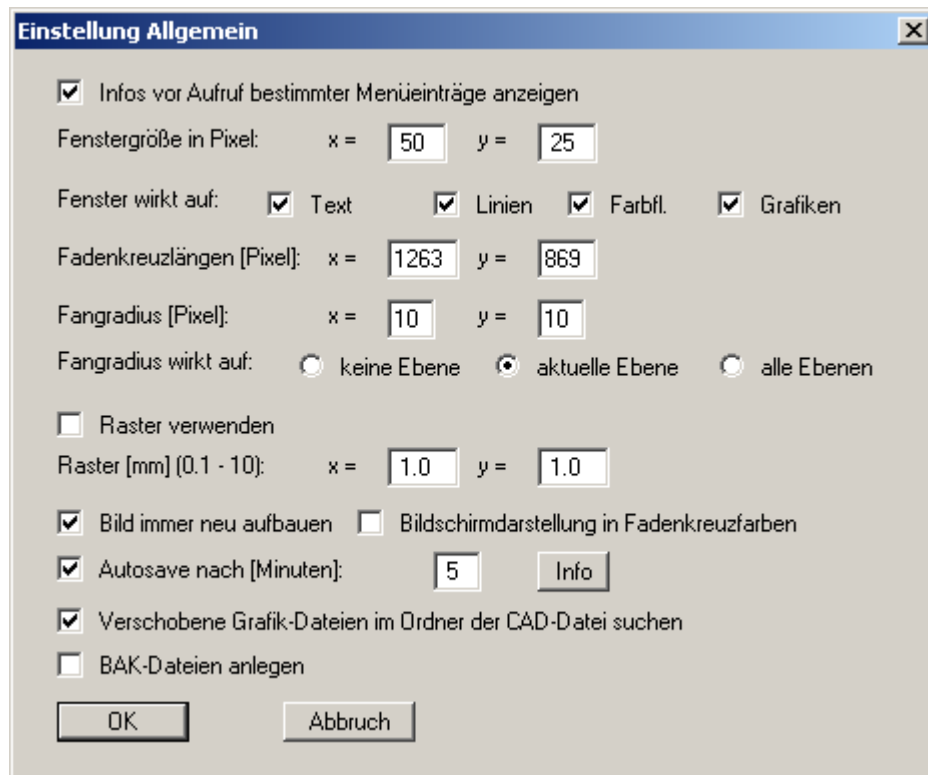 Einstellung Allgemein
Infos vor Aufruf bestimmter Menüeinträge anzeigen
Fenstergröße in Pixel: x = 50 y = 25
Fenster wirkt auf: Text Linien Farbfl. Grafiken
Fadenkreuzlängen [Pixel]: x = 1263 y = 869
Fangradius [Pixel]: x = 10 y = 10
Fangradius wirkt auf: keine Ebene aktuelle Ebene alle Ebenen
Raster verwenden
Raster [mm] (0.1 - 10): x = 1.0 y = 1.0
Bild immer neu aufbauen Bildschirmdarstellung in Fadenkreuzfarben
Autosave nach [Minuten]: 5 Info
Verschobene Grafik-Dateien im Ordner der CAD-Datei suchen
BAK-Dateien anlegen
OK Abbruch